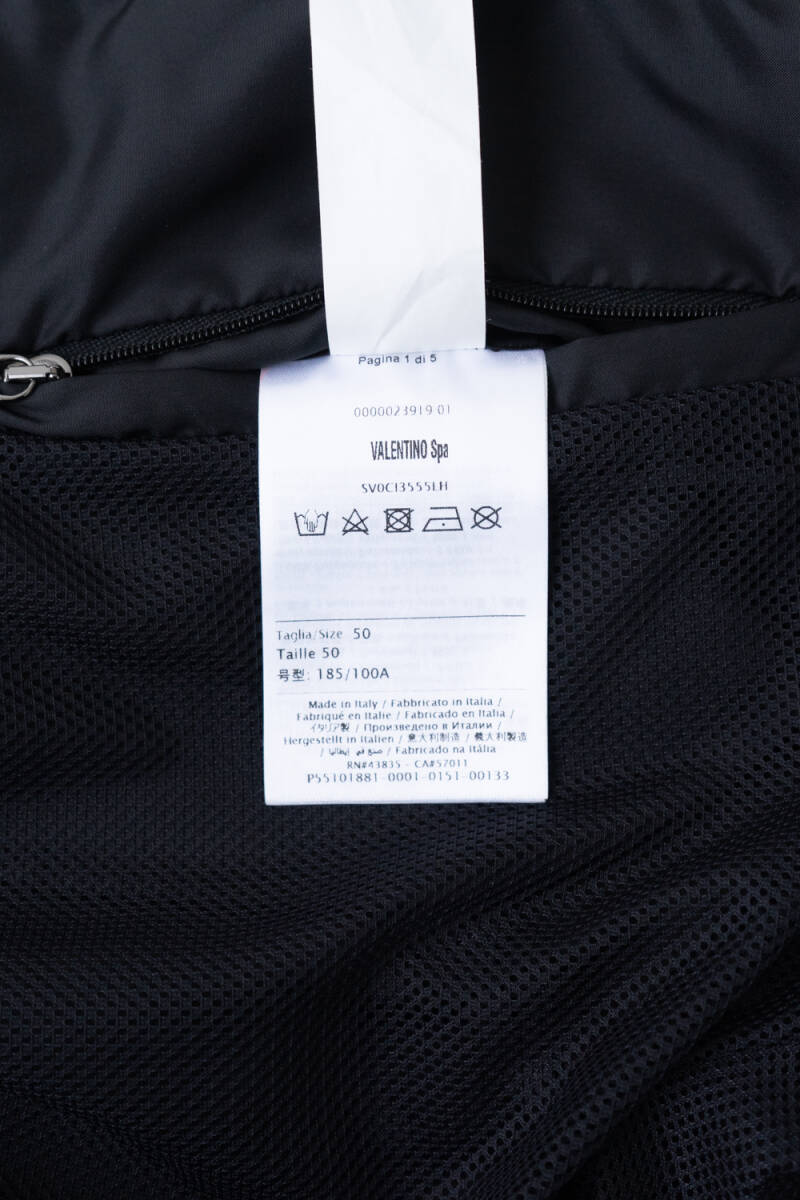 Pagina 1 di 5
0000023919 01
VALENTINO Spa
SV0CI3555LH
Taglia/Size 50
Taille 50
号型: 185/100A
Made in Italy / Fabbricato in Italia /
Fabriqué en Italie / Fabricado en Italia /
イタリア製 / Произведено в Италии /
Hergestellt in Italien / 意大利制造 / 義大利製造
/ صنع في إيطاليا / Fabricado na Itália
RN#43835 - CA#57011
P55101881-0001-0151-00133